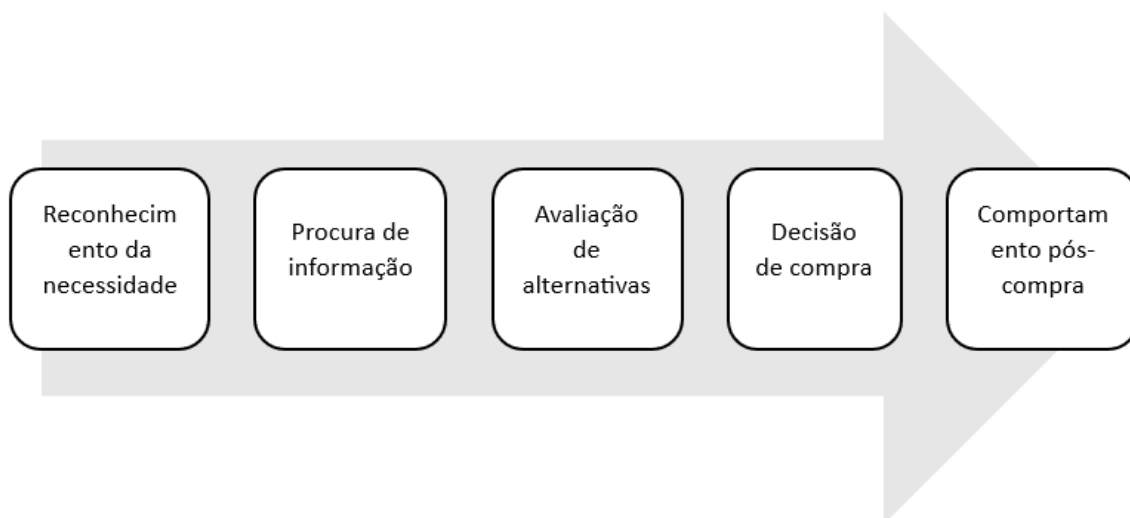 Reconhecim
ento da
necessidade
Procura de
informação
Avaliação
de
alternativas
Decisão
de compra
Comportam
ento pós-
compra